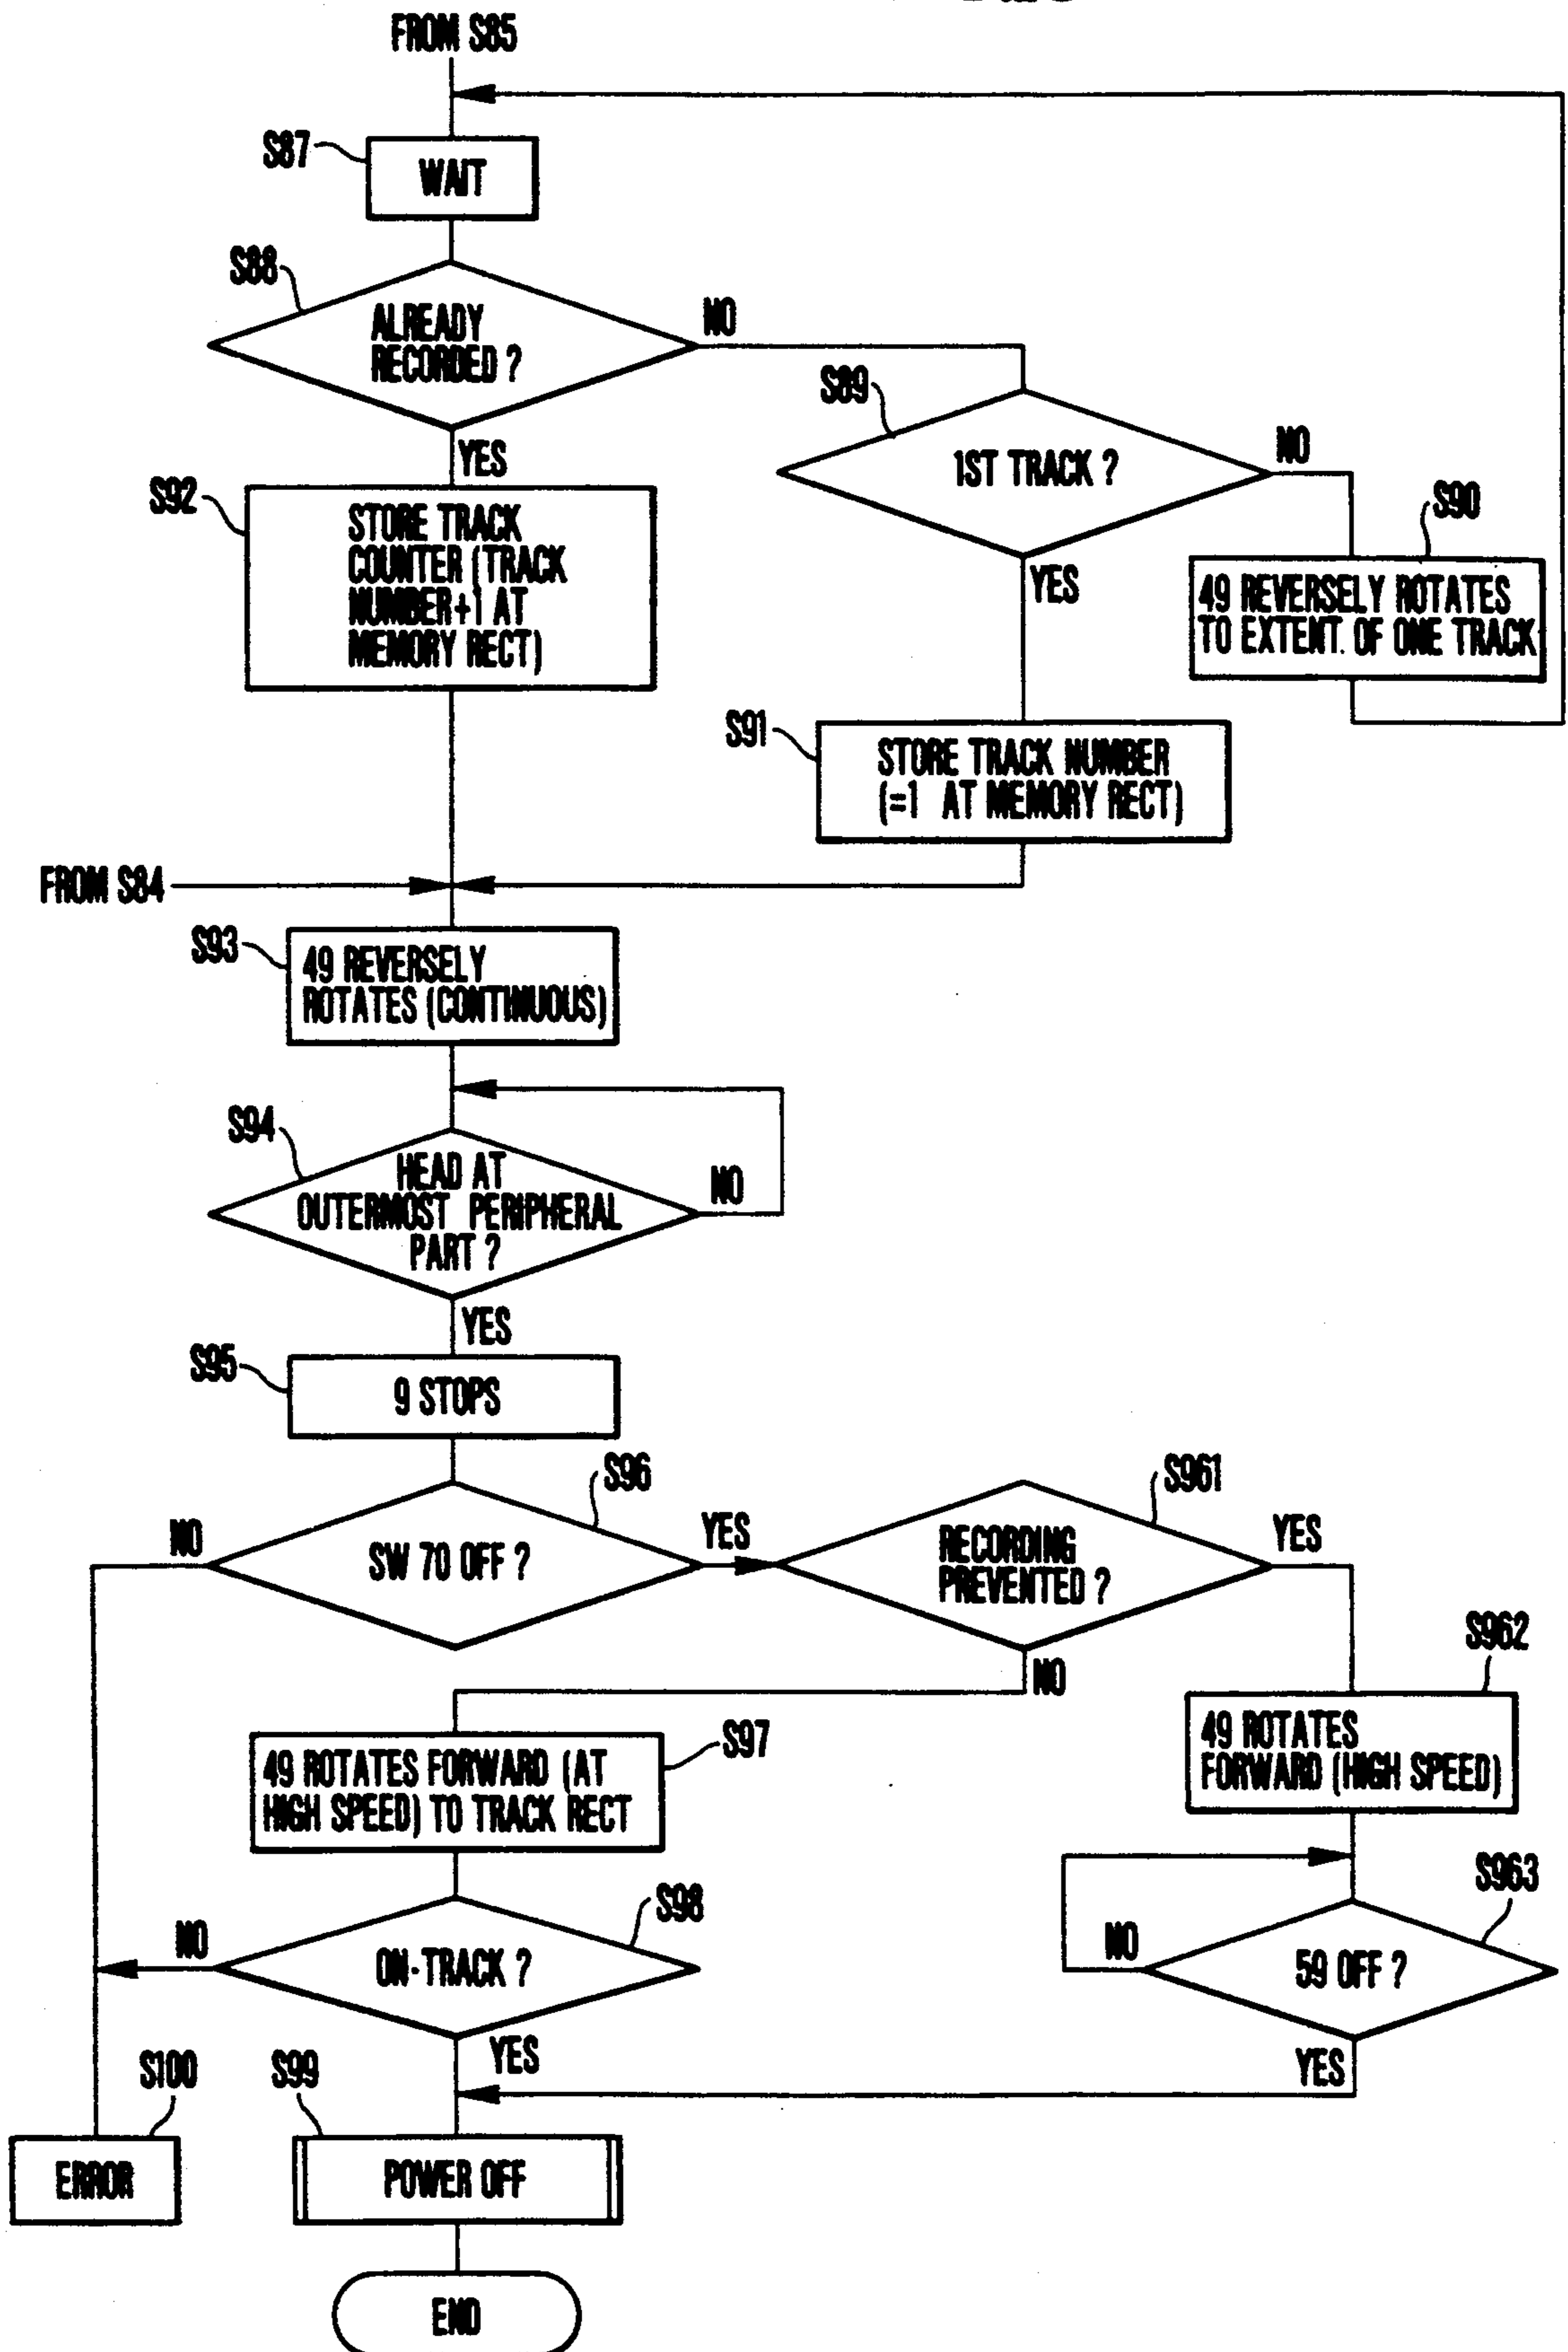 FROM S85
S87
WAIT
S88
ALREADY
RECORDED ?
NO
S89
1ST TRACK ?
NO
YES
S92
STORE TRACK
COUNTER (TRACK
NUMBER+1 AT
MEMORY RECT)
S90
49 REVERSELY ROTATES
TO EXTENT. OF ONE TRACK
YES
S91
STORE TRACK NUMBER
(=1 AT MEMORY RECT)
FROM S84
S93
49 REVERSELY
ROTATES (CONTINUOUS)
S94
HEAD AT
OUTERMOST PERIPHERAL
PART ?
NO
YES
S95
9 STOPS
S96
NO
SW 70 OFF ?
YES
S961
RECORDING
PREVENTED ?
YES
NO
S962
49 ROTATES
FORWARD (HIGH SPEED)
S97
49 ROTATES FORWARD (AT
HIGH SPEED) TO TRACK RECT
S98
NO
ON-TRACK ?
S963
NO
59 OFF ?
YES
YES
S100
ERROR
S99
POWER OFF
END